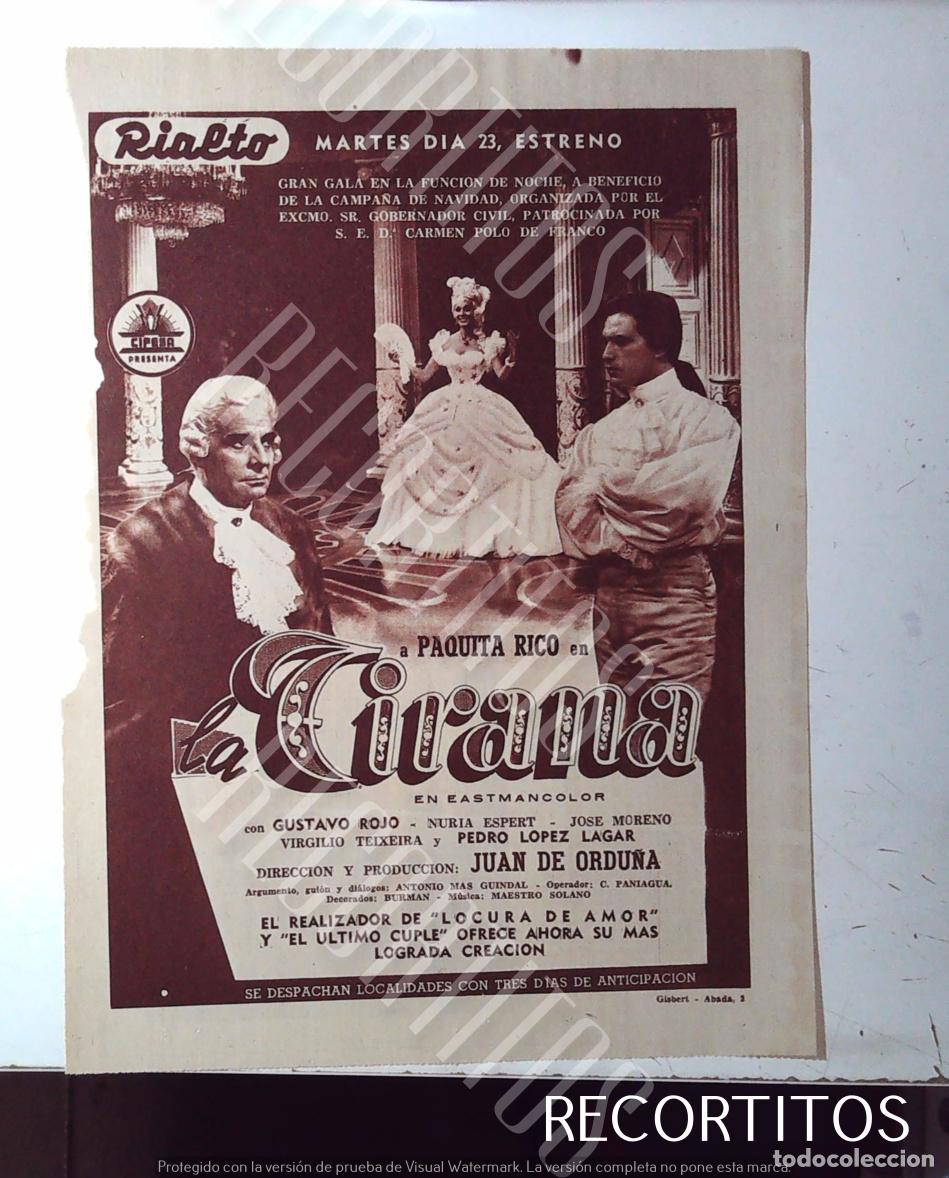 Rialto
MARTES DIA 23, ESTRENO
GRAN GALA EN LA FUNCION DE NOCHE, A BENEFICIO
DE LA CAMPAÑA DE NAVIDAD, ORGANIZADA POR EL
EXCMO. SR. GOBERNADOR CIVIL, PATROCINADA POR
S. E. D.ª CARMEN POLO DE FRANCO
CIFESA
PRESENTA
a PAQUITA RICO en
la Tirana
EN EASTMANCOLOR
con GUSTAVO ROJO - NURIA ESPERT - JOSE MORENO
VIRGILIO TEIXEIRA y PEDRO LOPEZ LAGAR
DIRECCION Y PRODUCCION: JUAN DE ORDUÑA
Argumento, guión y diálogos: ANTONIO MAS GUINDAL - Operador: C. PANIAGUA.
Decorados: BURMAN - Música: MAESTRO SOLANO
EL REALIZADOR DE "LOCURA DE AMOR"
Y "EL ULTIMO CUPLE" OFRECE AHORA SU MAS
LOGRADA CREACION
SE DESPACHAN LOCALIDADES CON TRES DIAS DE ANTICIPACION
Gisbert - Abada, 2
RECORTITOS
RECORTITOS
RECORTITOS
RECORTITOS
todocoleccion
Protegido con la versión de prueba de Visual Watermark. La versión completa no pone esta marca.